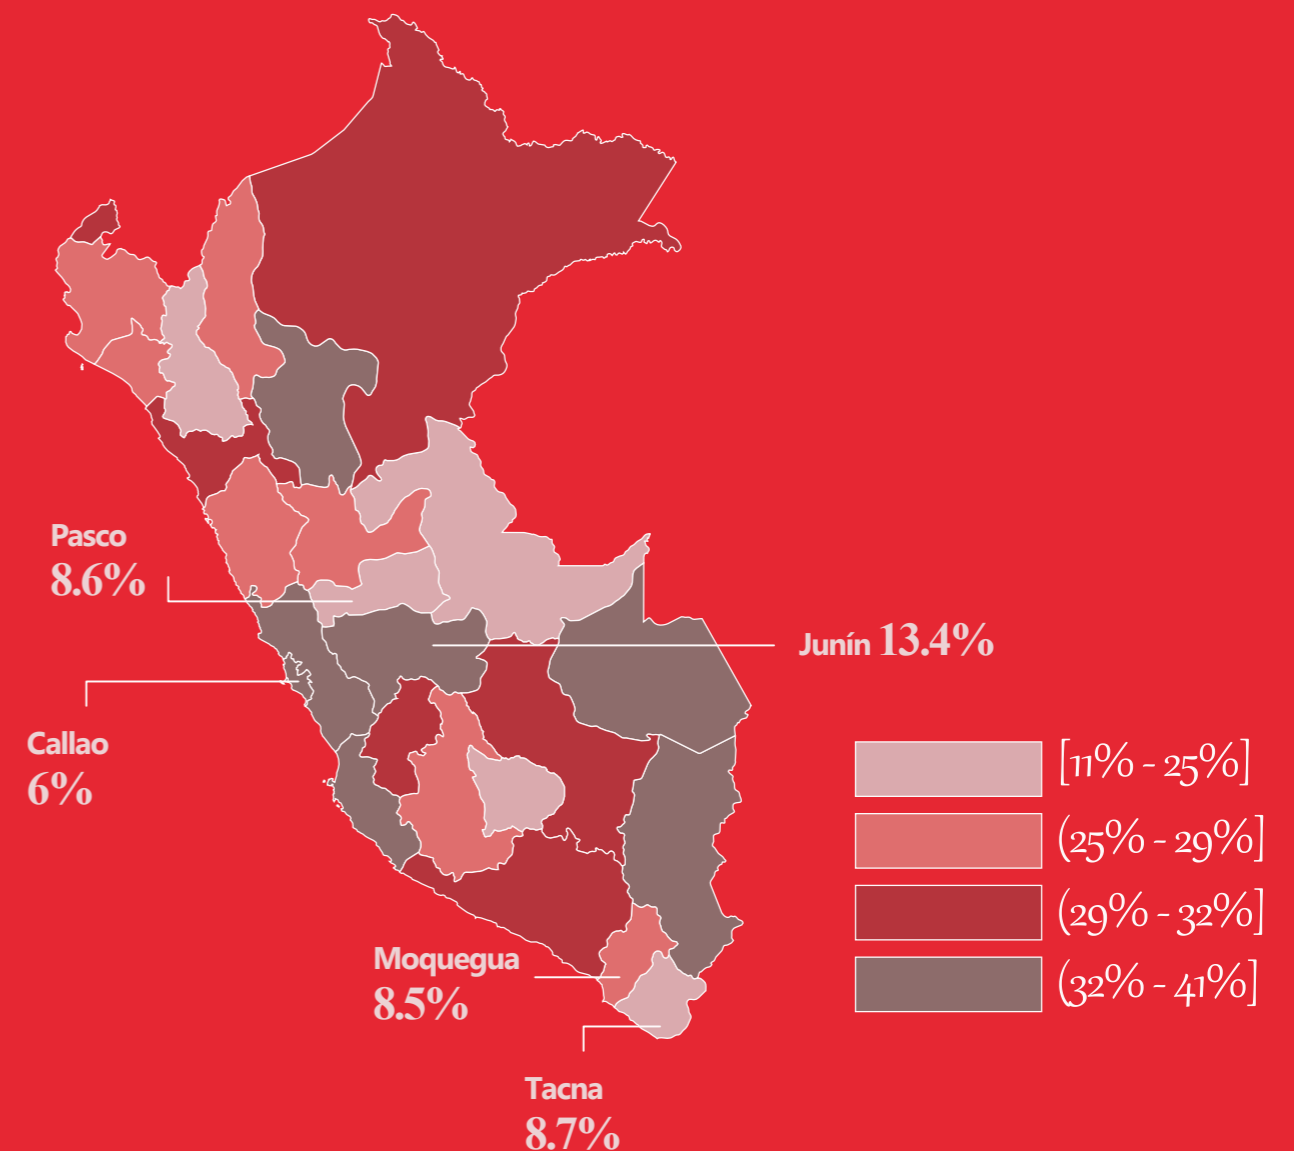 Pasco
8.6%
Junín 13.4%
Callao
6%
[11% - 25%]
(25% - 29%]
(29% - 32%]
(32% - 41%]
Moquegua
8.5%
Tacna
8.7%